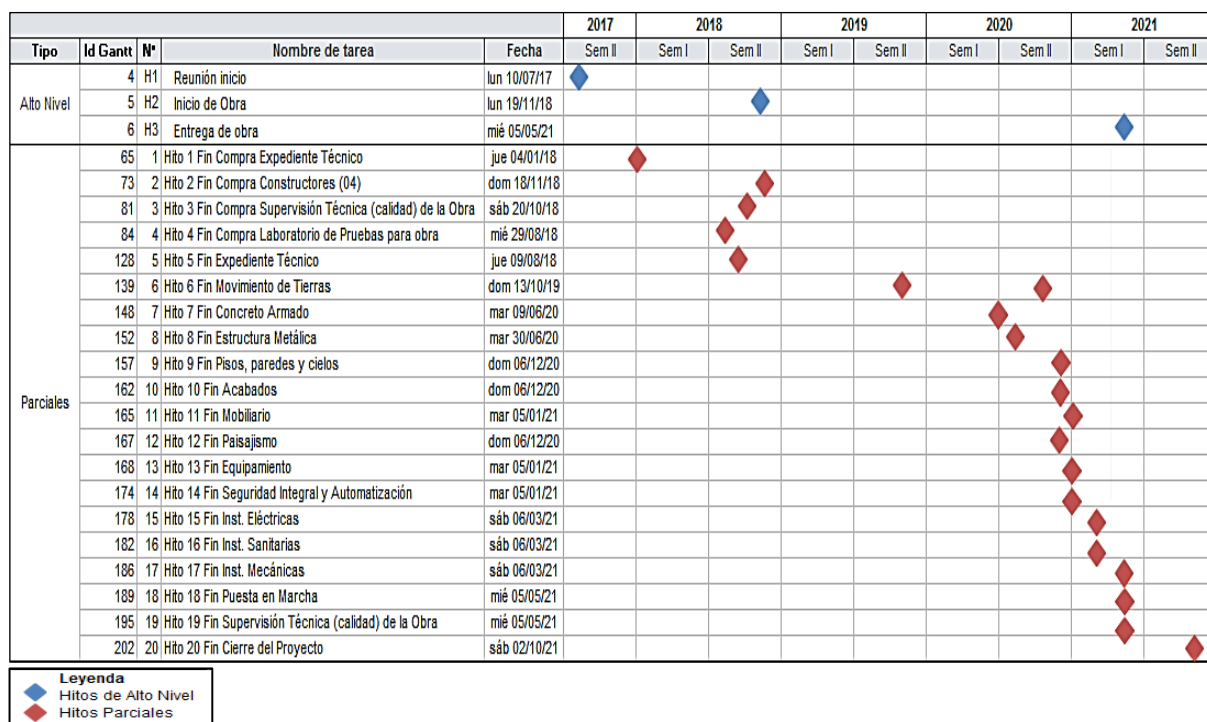 2017 2018 2019 2020 2021
Tipo Id Gantt N° Nombre de tarea Fecha Sem II Sem I Sem II Sem I Sem II Sem I Sem II Sem I Sem II
Alto Nivel
4 H1 Reunión inicio lun 10/07/17
5 H2 Inicio de Obra lun 19/11/18
6 H3 Entrega de obra mié 05/05/21
Parciales
65 1 Hito 1 Fin Compra Expediente Técnico jue 04/01/18
73 2 Hito 2 Fin Compra Constructores (04) dom 18/11/18
81 3 Hito 3 Fin Compra Supervisión Técnica (calidad) de la Obra sáb 20/10/18
84 4 Hito 4 Fin Compra Laboratorio de Pruebas para obra mié 29/08/18
128 5 Hito 5 Fin Expediente Técnico jue 09/08/18
139 6 Hito 6 Fin Movimiento de Tierras dom 13/10/19
148 7 Hito 7 Fin Concreto Armado mar 09/06/20
152 8 Hito 8 Fin Estructura Metálica mar 30/06/20
157 9 Hito 9 Fin Pisos, paredes y cielos dom 06/12/20
162 10 Hito 10 Fin Acabados dom 06/12/20
165 11 Hito 11 Fin Mobiliario mar 05/01/21
167 12 Hito 12 Fin Paisajismo dom 06/12/20
168 13 Hito 13 Fin Equipamiento mar 05/01/21
174 14 Hito 14 Fin Seguridad Integral y Automatización mar 05/01/21
178 15 Hito 15 Fin Inst. Eléctricas sáb 06/03/21
182 16 Hito 16 Fin Inst. Sanitarias sáb 06/03/21
186 17 Hito 17 Fin Inst. Mecánicas sáb 06/03/21
189 18 Hito 18 Fin Puesta en Marcha mié 05/05/21
195 19 Hito 19 Fin Supervisión Técnica (calidad) de la Obra mié 05/05/21
202 20 Hito 20 Fin Cierre del Proyecto sáb 02/10/21
Leyenda
Hitos de Alto Nivel
Hitos Parciales